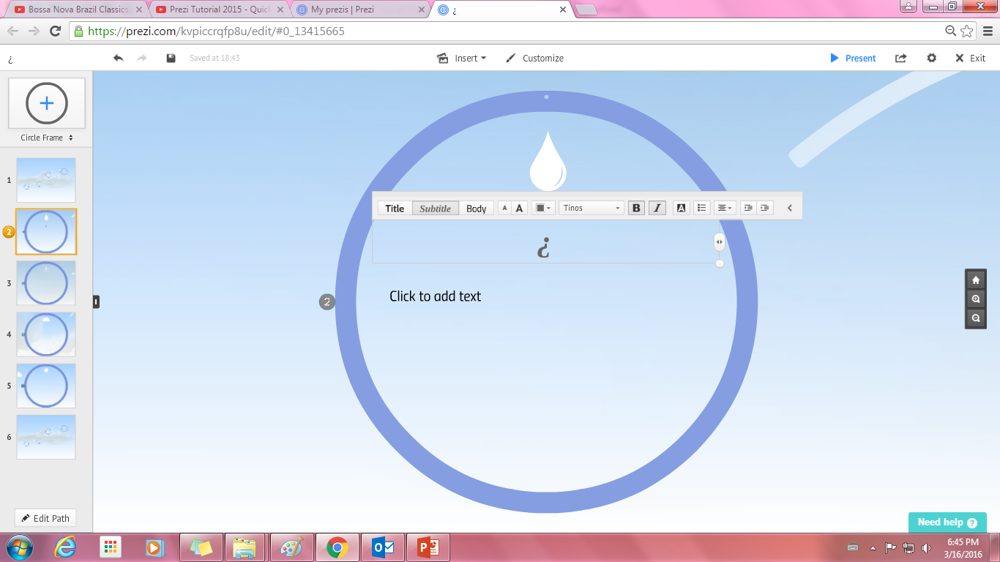 Bossa Nova Brazil Classics
Prezi Tutorial 2015 - Quic
My prezis | Prezi
¿
https://prezi.com/kvpiccrqfp8u/edit/#0_13415665
¿
Saved at 18:43
Insert
Customize
Present
Exit
Circle Frame
1
2
3
4
5
6
Edit Path
Title
Subtitle
Body
A
A
Tinos
B
I
A
¿
2
Click to add text
Need help ?
6:45 PM
3/16/2016